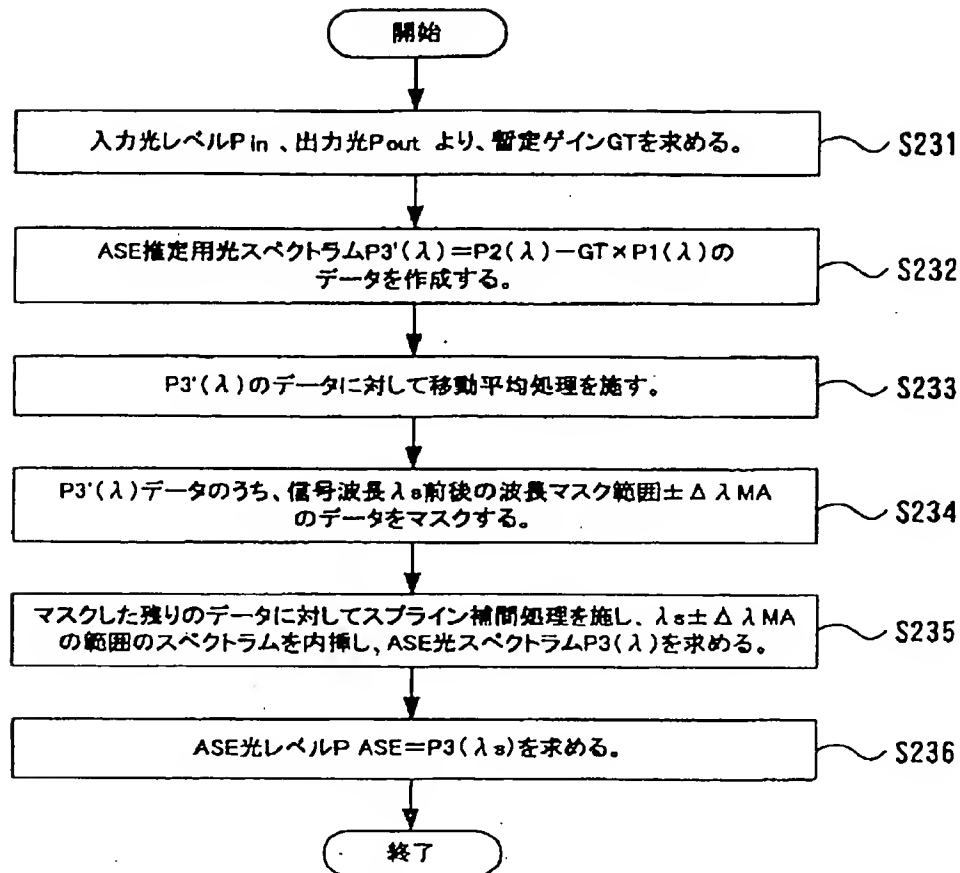 開始
入力光レベルP in 、出力光Pout より、暫定ゲインGTを求める。
S231
ASE推定用光スペクトラムP3'(λ)=P2(λ)-GT×P1(λ)の
データを作成する。
S232
P3'(λ)のデータに対して移動平均処理を施す。
S233
P3'(λ)データのうち、信号波長λs前後の波長マスク範囲±ΔλMA
のデータをマスクする。
S234
マスクした残りのデータに対してスプライン補間処理を施し、λs±ΔλMA
の範囲のスペクトラムを内挿し、ASE光スペクトラムP3(λ)を求める。
S235
ASE光レベルP ASE=P3(λs)を求める。
S236
終了